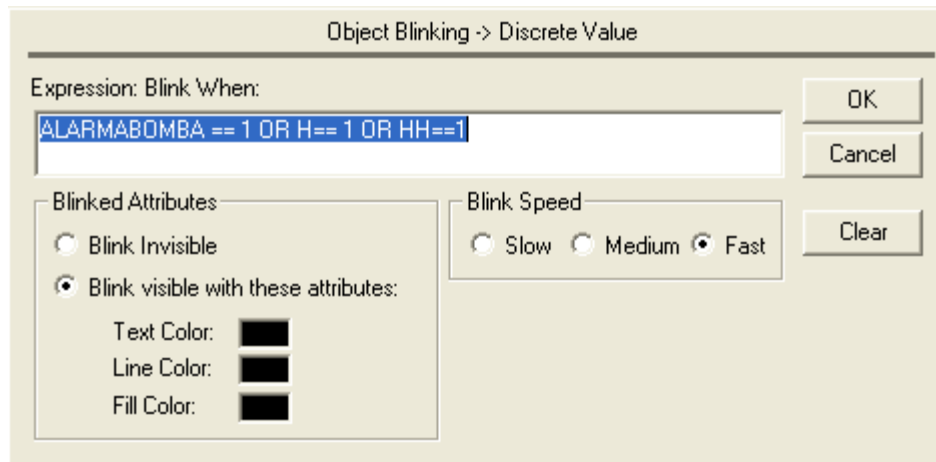 Object Blinking -> Discrete Value
Expression: Blink When:
OK
ALARMABOMBA == 1 OR H== 1 OR HH==1
Cancel
Blinked Attributes
Blink Speed
Blink Invisible
Slow Medium Fast
Clear
Blink visible with these attributes:
Text Color:
Line Color:
Fill Color: